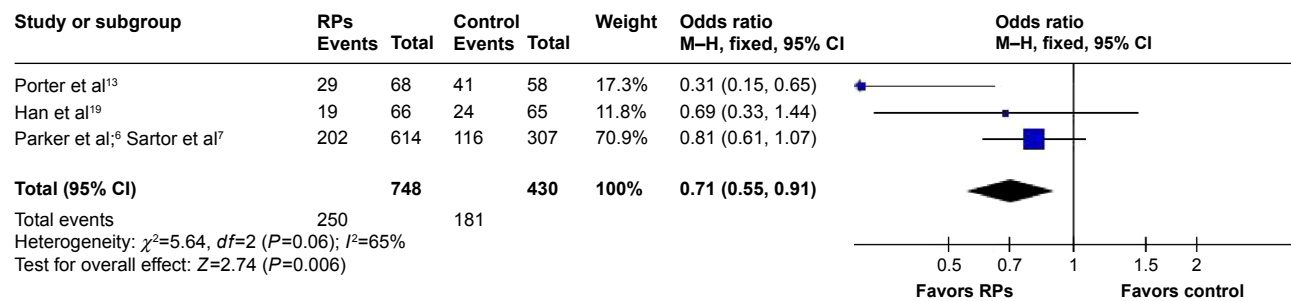 Study or subgroup RPs Control Weight Odds ratio Odds ratio
Events Total Events Total M–H, fixed, 95% CI M–H, fixed, 95% CI
Porter et al¹³ 29 68 41 58 17.3% 0.31 (0.15, 0.65)
Han et al¹⁹ 19 66 24 65 11.8% 0.69 (0.33, 1.44)
Parker et al;⁶ Sartor et al⁷ 202 614 116 307 70.9% 0.81 (0.61, 1.07)
Total (95% CI) 748 430 100% 0.71 (0.55, 0.91)
Total events 250 181
Heterogeneity: χ²=5.64, df=2 (P=0.06); I²=65%
Test for overall effect: Z=2.74 (P=0.006)
0.5 0.7 1 1.5 2
Favors RPs Favors control